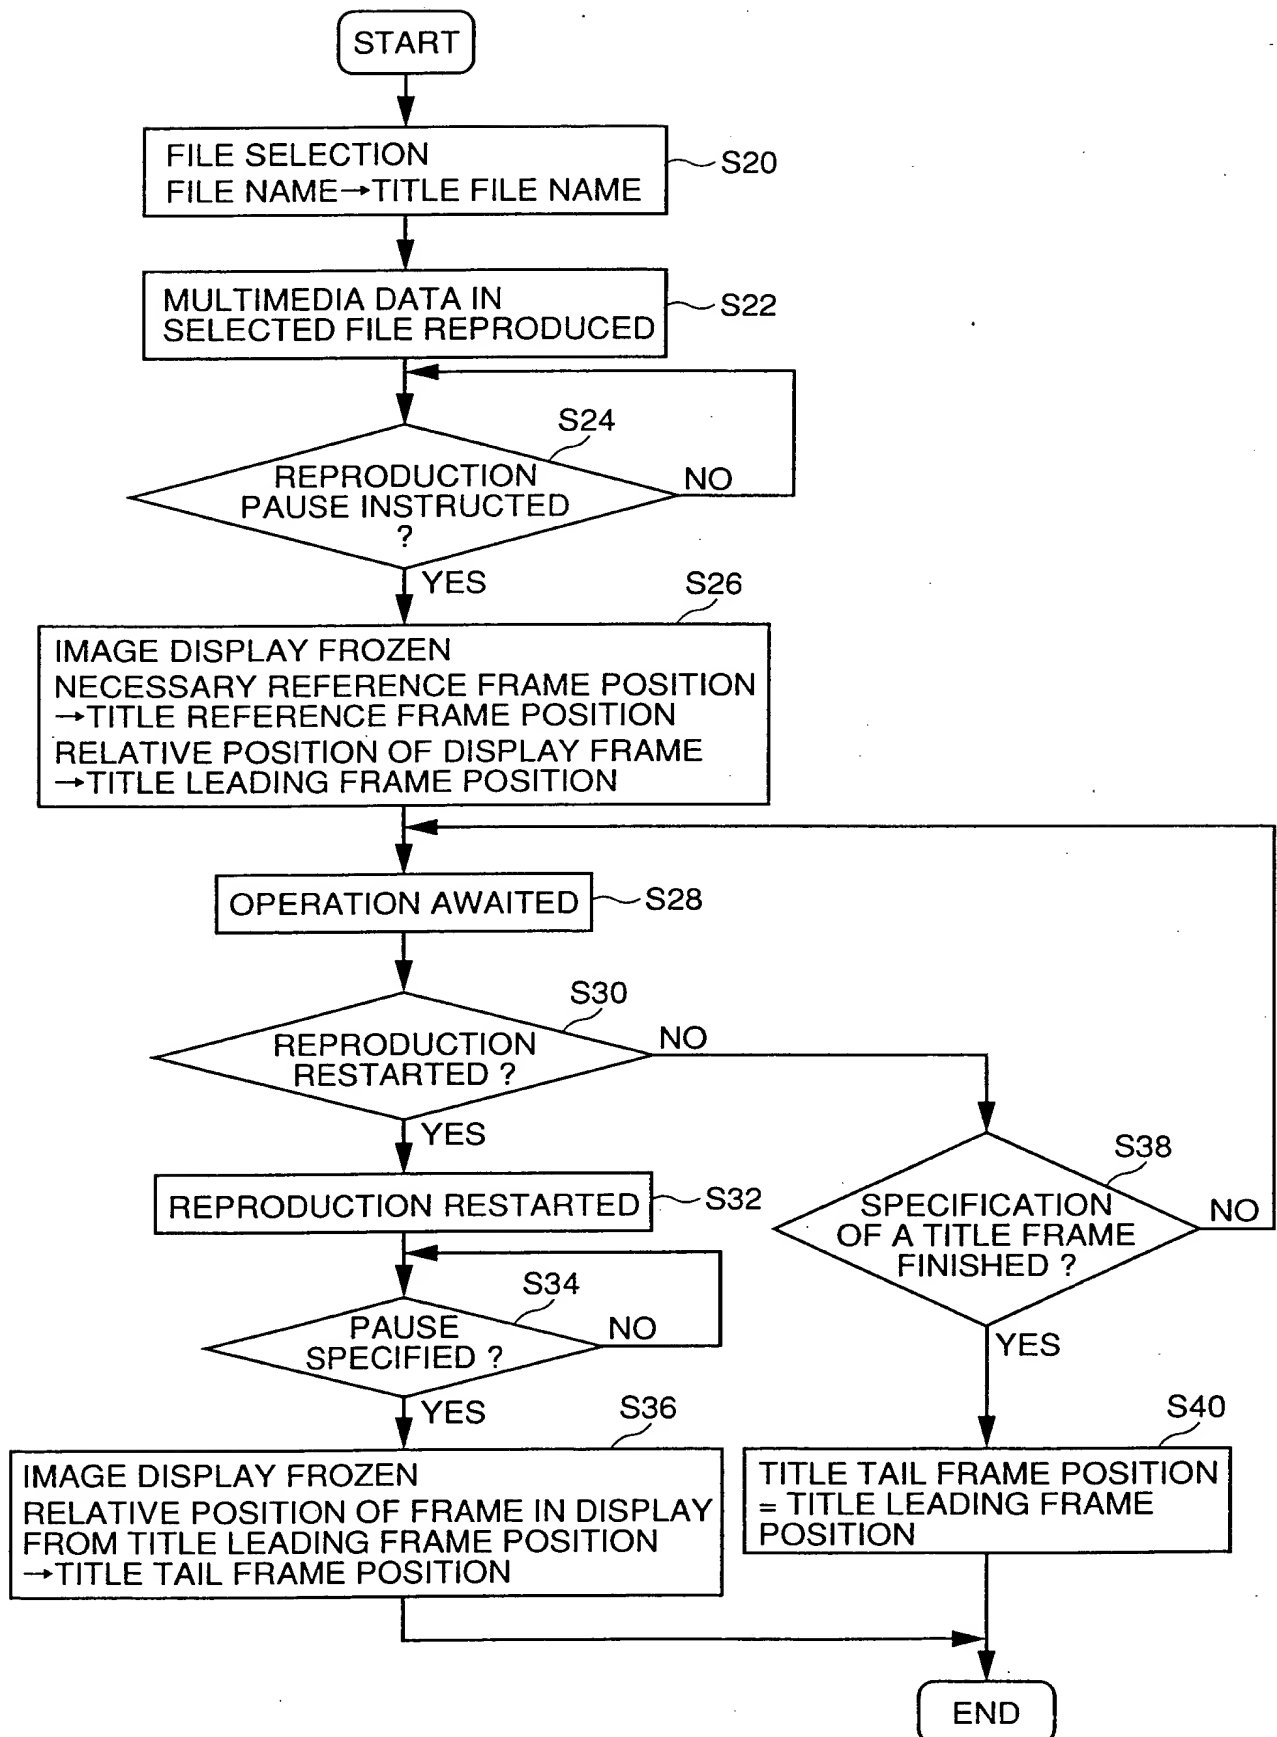 START
FILE SELECTION
FILE NAME→TITLE FILE NAME
S20
MULTIMEDIA DATA IN
SELECTED FILE REPRODUCED
S22
S24
REPRODUCTION
PAUSE INSTRUCTED
?
NO
YES
S26
IMAGE DISPLAY FROZEN
NECESSARY REFERENCE FRAME POSITION
→TITLE REFERENCE FRAME POSITION
RELATIVE POSITION OF DISPLAY FRAME
→TITLE LEADING FRAME POSITION
OPERATION AWAITED
S28
S30
REPRODUCTION
RESTARTED ?
NO
YES
REPRODUCTION RESTARTED
S32
S38
SPECIFICATION
OF A TITLE FRAME
FINISHED ?
NO
YES
S34
PAUSE
SPECIFIED ?
NO
YES
S36
IMAGE DISPLAY FROZEN
RELATIVE POSITION OF FRAME IN DISPLAY
FROM TITLE LEADING FRAME POSITION
→TITLE TAIL FRAME POSITION
S40
TITLE TAIL FRAME POSITION
= TITLE LEADING FRAME
POSITION
END